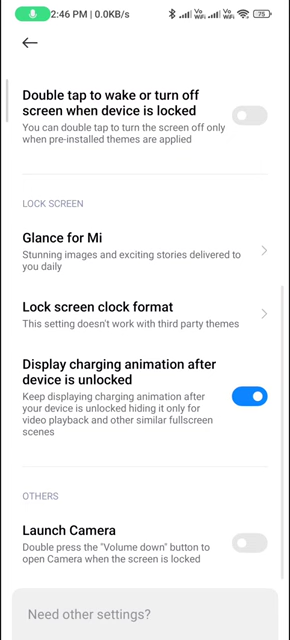 2:46 PM | 0.0KB/s
Vo
WiFi
Vo
WiFi
75
Double tap to wake or turn off
screen when device is locked
You can double tap to turn the screen off only
when pre-installed themes are applied
LOCK SCREEN
Glance for Mi
Stunning images and exciting stories delivered to
you daily
Lock screen clock format
This setting doesn't work with third party themes
Display charging animation after
device is unlocked
Keep displaying charging animation after
your device is unlocked hiding it only for
video playback and other similar fullscreen
scenes
OTHERS
Launch Camera
Double press the "Volume down" button to
open Camera when the screen is locked
Need other settings?